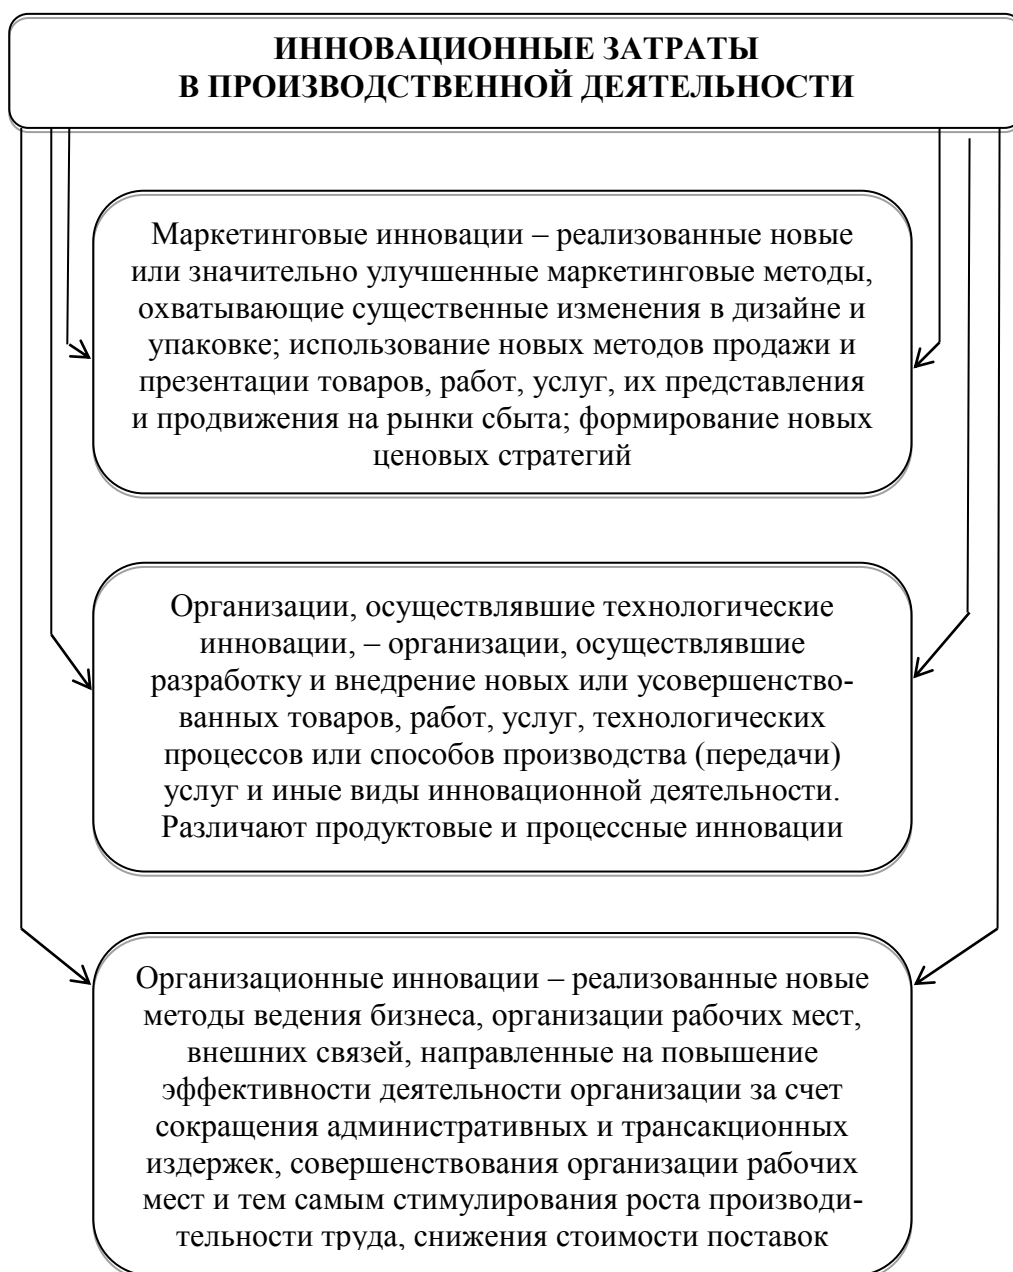 ИННОВАЦИОННЫЕ ЗАТРАТЫ
В ПРОИЗВОДСТВЕННОЙ ДЕЯТЕЛЬНОСТИ
Маркетинговые инновации – реализованные новые
или значительно улучшенные маркетинговые методы,
охватывающие существенные изменения в дизайне и
упаковке; использование новых методов продажи и
презентации товаров, работ, услуг, их представления
и продвижения на рынки сбыта; формирование новых
ценовых стратегий
Организации, осуществлявшие технологические
инновации, – организации, осуществлявшие
разработку и внедрение новых или усовершенство-
ванных товаров, работ, услуг, технологических
процессов или способов производства (передачи)
услуг и иные виды инновационной деятельности.
Различают продуктовые и процессные инновации
Организационные инновации – реализованные новые
методы ведения бизнеса, организации рабочих мест,
внешних связей, направленные на повышение
эффективности деятельности организации за счет
сокращения административных и трансакционных
издержек, совершенствования организации рабочих
мест и тем самым стимулирования роста производи-
тельности труда, снижения стоимости поставок